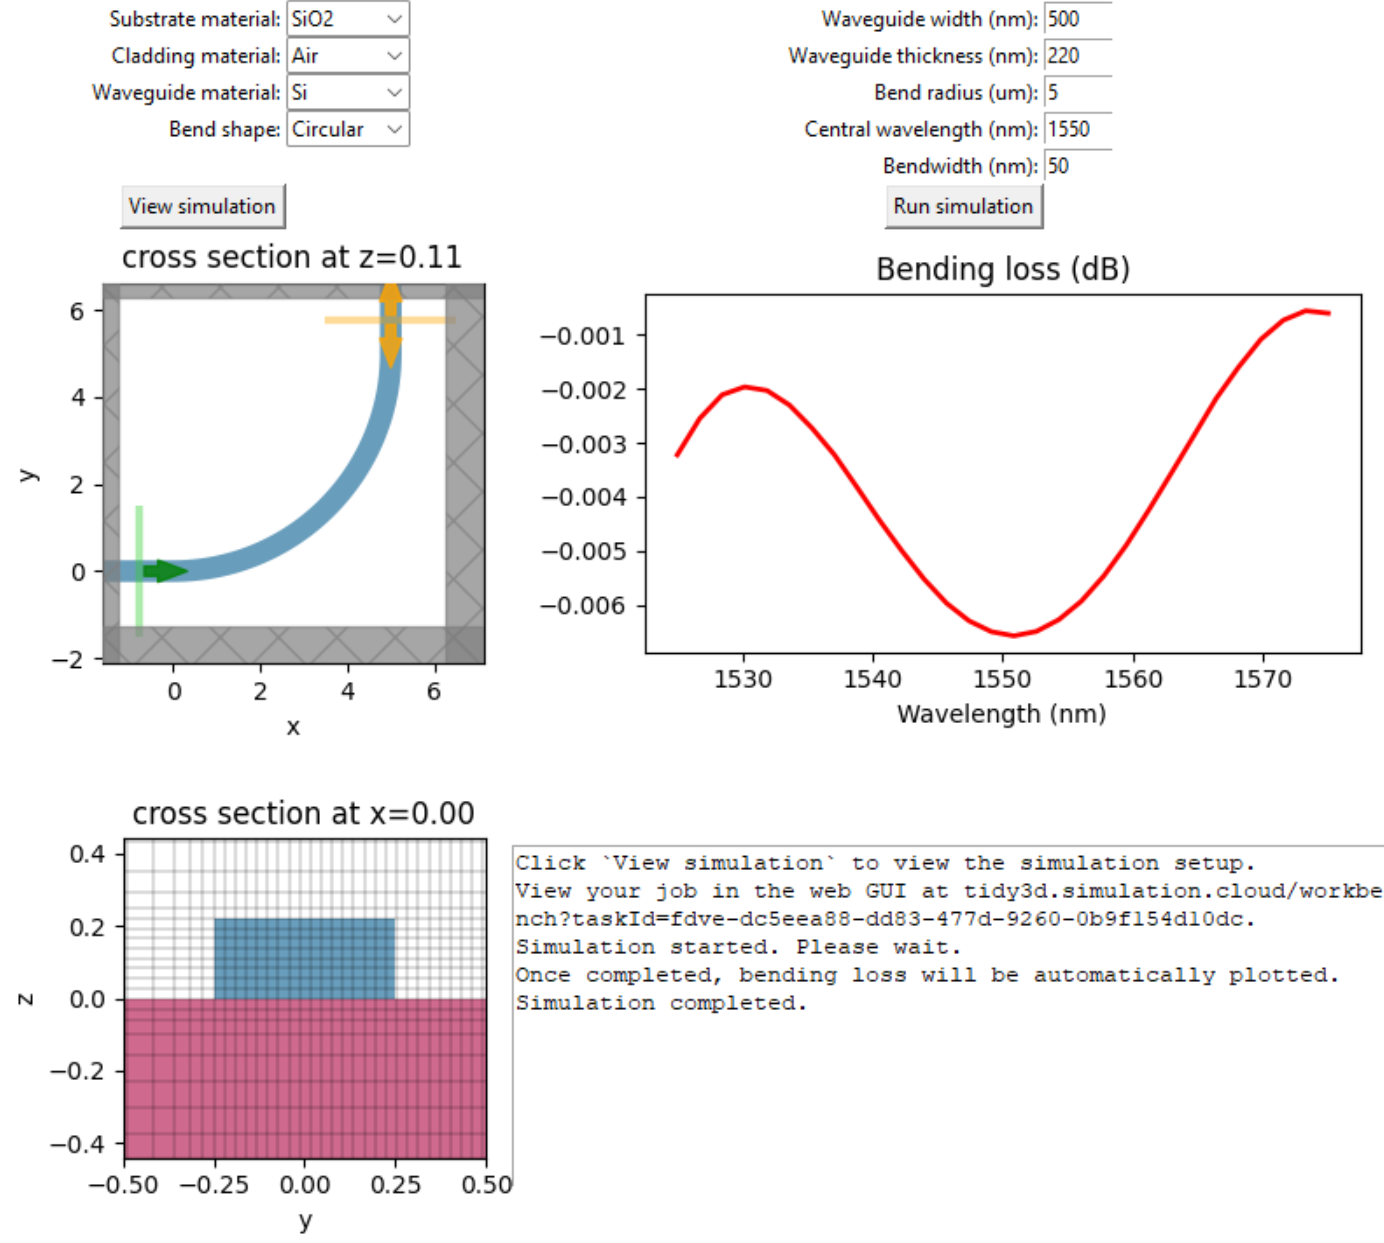 Substrate material: SiO2
Cladding material: Air
Waveguide material: Si
Bend shape: Circular
Waveguide width (nm): 500
Waveguide thickness (nm): 220
Bend radius (um): 5
Central wavelength (nm): 1550
Bendwidth (nm): 50
View simulation
Run simulation
cross section at z=0.11
6
4
2
0
−2
y
0 2 4 6
x
Bending loss (dB)
−0.001
−0.002
−0.003
−0.004
−0.005
−0.006
1530 1540 1550 1560 1570
Wavelength (nm)
cross section at x=0.00
0.4
0.2
0.0
−0.2
−0.4
z
−0.50 −0.25 0.00 0.25 0.50
y
Click `View simulation` to view the simulation setup.
View your job in the web GUI at tidy3d.simulation.cloud/workbe
nch?taskId=fdve-dc5eea88-dd83-477d-9260-0b9f154d10dc.
Simulation started. Please wait.
Once completed, bending loss will be automatically plotted.
Simulation completed.